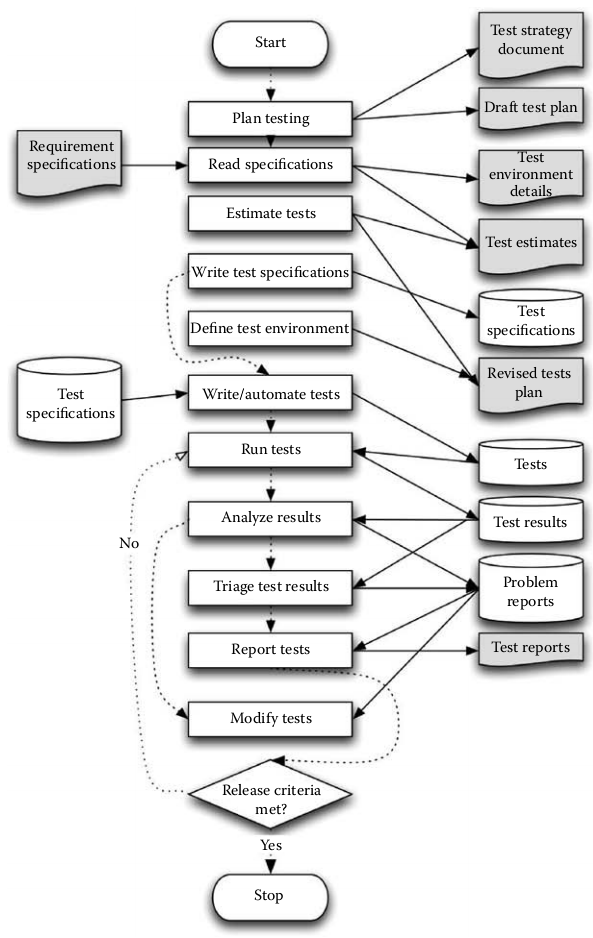 Start
Test strategy
document
Plan testing
Draft test plan
Requirement
specifications
Read specifications
Test
environment
details
Estimate tests
Test estimates
Write test specifications
Test
specifications
Define test environment
Revised tests
plan
Test
specifications
Write/automate tests
Run tests
Tests
No
Analyze results
Test results
Triage test results
Problem
reports
Report tests
Test reports
Modify tests
Release criteria
met?
Yes
Stop